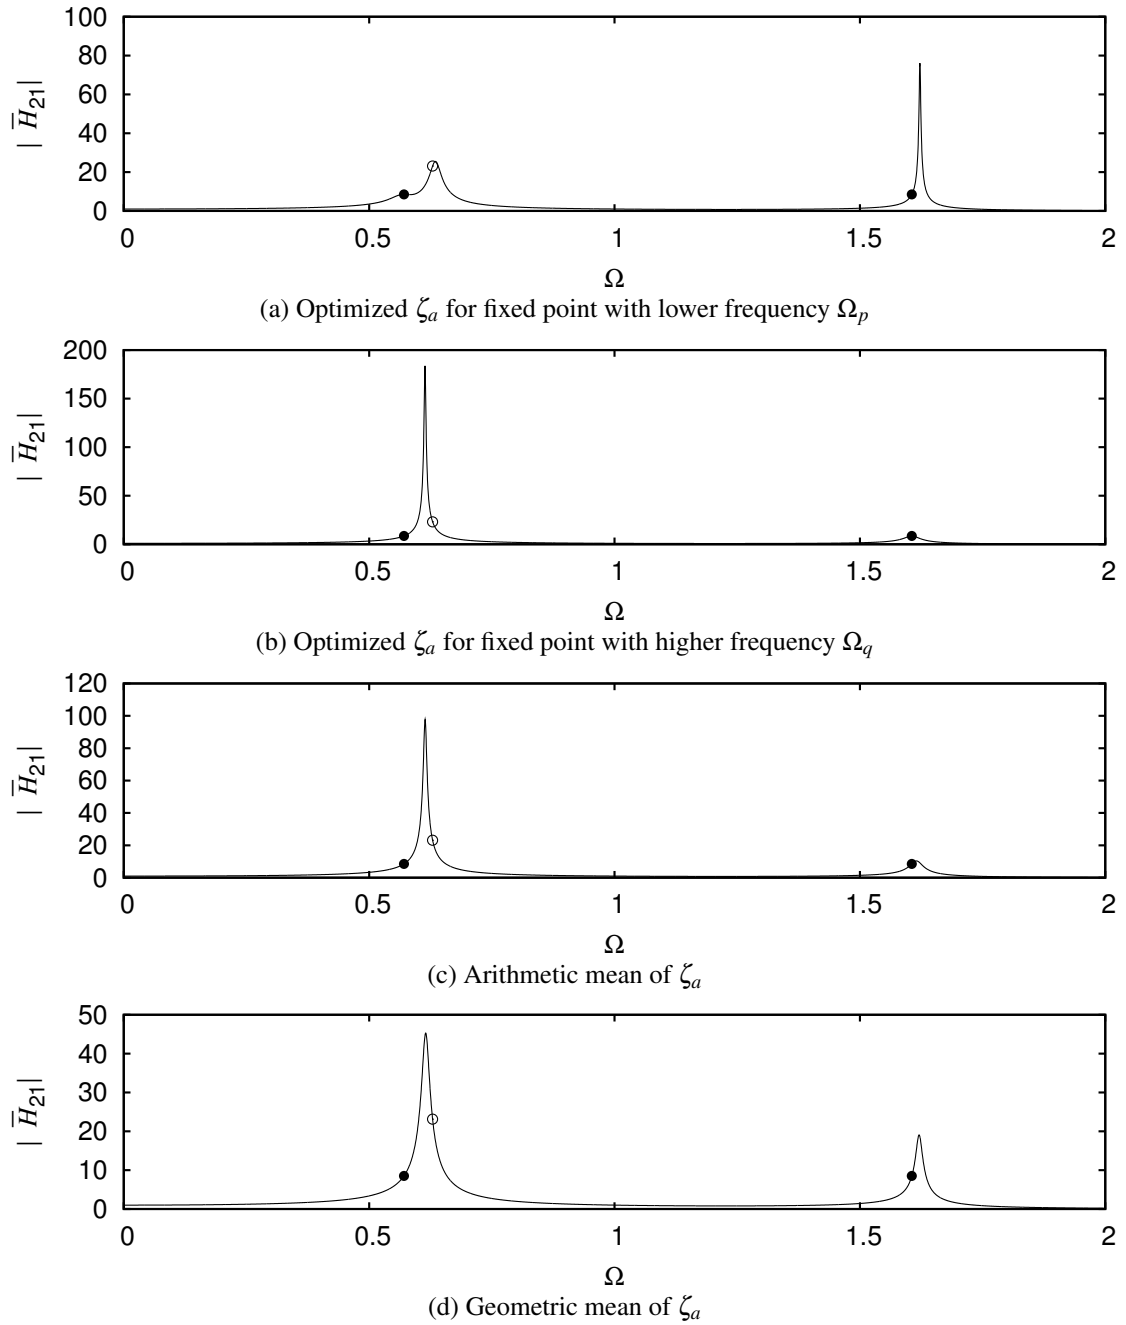 100
80
60
40
20
0
| H̅21|
0 0.5 1 1.5 2
Ω
(a) Optimized ζa for fixed point with lower frequency Ωp
200
150
100
50
0
| H̅21|
0 0.5 1 1.5 2
Ω
(b) Optimized ζa for fixed point with higher frequency Ωq
120
100
80
60
40
20
0
| H̅21|
0 0.5 1 1.5 2
Ω
(c) Arithmetic mean of ζa
50
40
30
20
10
0
| H̅21|
0 0.5 1 1.5 2
Ω
(d) Geometric mean of ζa